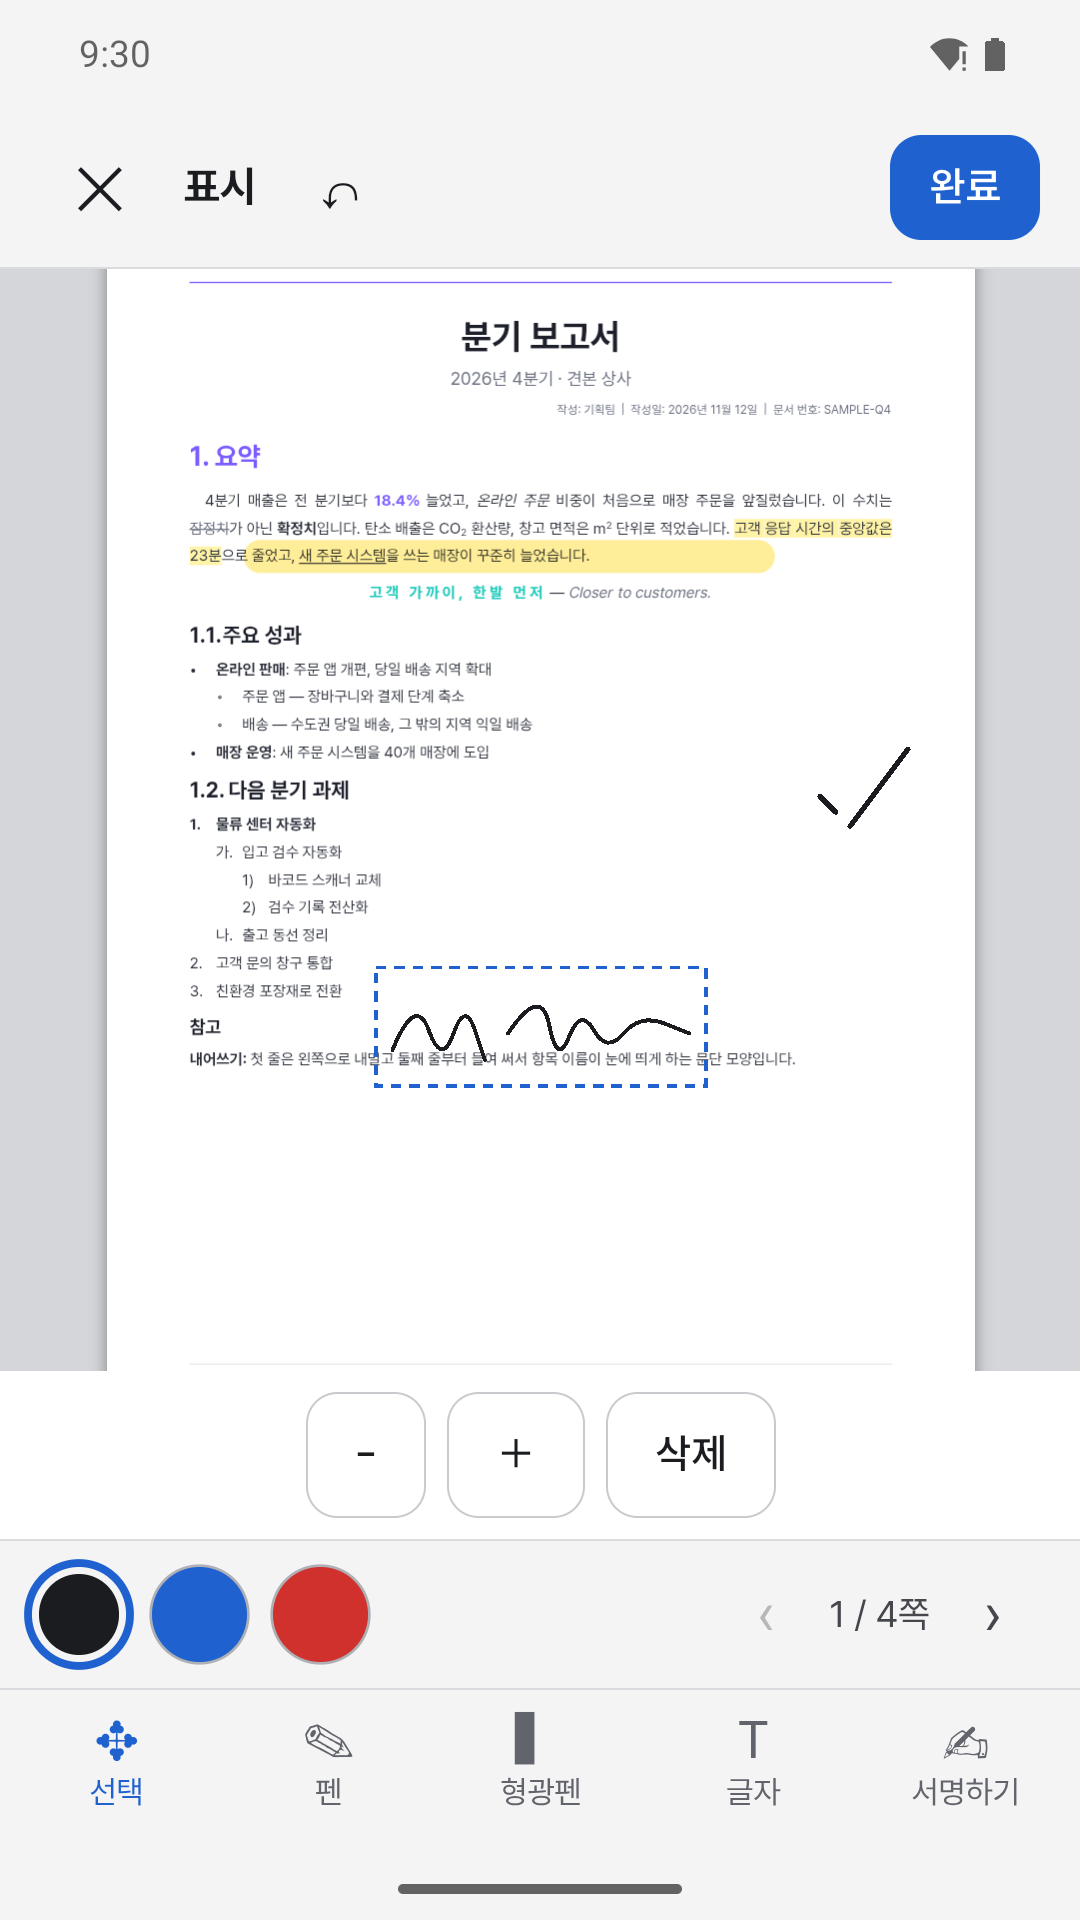 9:30
표시
완료
분기 보고서
2026년 4분기 · 견본 상사
작성: 기획팀 | 작성일: 2026년 11월 12일 | 문서 번호: SAMPLE-Q4
1. 요약
4분기 매출은 전 분기보다 18.4% 늘었고, 온라인 주문 비중이 처음으로 매장 주문을 앞질렀습니다. 이 수치는
잠정치가 아닌 확정치입니다. 탄소 배출은 CO₂ 환산량, 창고 면적은 m² 단위로 적었습니다. 고객 응답 시간의 중앙값은
23분으로 줄었고, 새 주문 시스템을 쓰는 매장이 꾸준히 늘었습니다.
고객 가까이, 한발 먼저 — Closer to customers.
1.1.주요 성과
• 온라인 판매: 주문 앱 개편, 당일 배송 지역 확대
◦ 주문 앱 — 장바구니와 결제 단계 축소
◦ 배송 — 수도권 당일 배송, 그 밖의 지역 익일 배송
• 매장 운영: 새 주문 시스템을 40개 매장에 도입
1.2. 다음 분기 과제
1. 물류 센터 자동화
가. 입고 검수 자동화
1) 바코드 스캐너 교체
2) 검수 기록 전산화
나. 출고 동선 정리
2. 고객 문의 창구 통합
3. 친환경 포장재로 전환
참고
내어쓰기: 첫 줄은 왼쪽으로 내밀고 둘째 줄부터 들여 써서 항목 이름이 눈에 띄게 하는 문단 모양입니다.
- + 삭제
‹ 1 / 4쪽 ›
선택 펜 형광펜 글자 서명하기